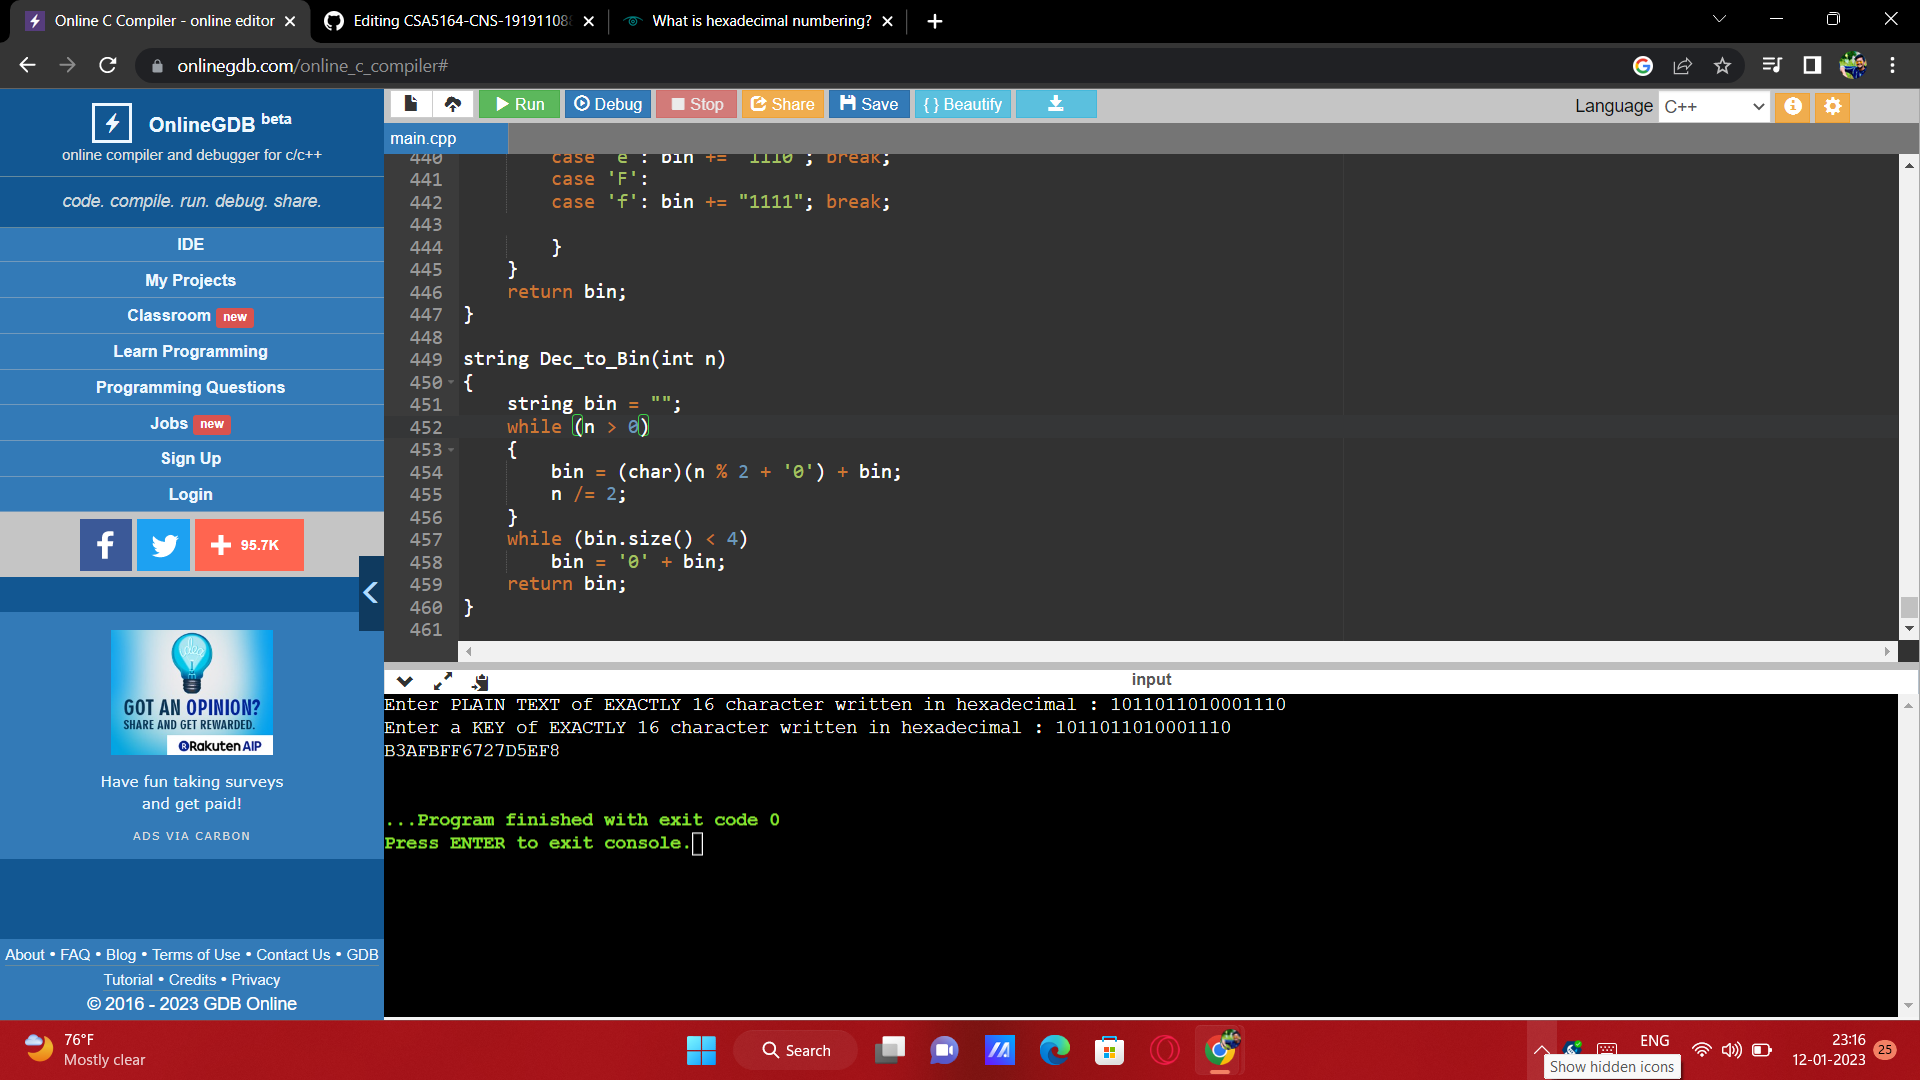 Online C Compiler - online editor
Editing CSA5164-CNS-19191108
What is hexadecimal numbering?
onlinegdb.com/online_c_compiler#
OnlineGDB beta
online compiler and debugger for c/c++
code. compile. run. debug. share.
IDE
My Projects
Classroom new
Learn Programming
Programming Questions
Jobs new
Sign Up
Login
95.7K
GOT AN OPINION?
SHARE AND GET REWARDED.
Rakuten AIP
Have fun taking surveys
and get paid!
ADS VIA CARBON
About • FAQ • Blog • Terms of Use • Contact Us • GDB
Tutorial • Credits • Privacy
© 2016 - 2023 GDB Online
Run Debug Stop Share Save { } Beautify
Language C++
main.cpp
440 case 'e': bin += "1110"; break;
441 case 'F':
442 case 'f': bin += "1111"; break;
443
444 }
445 }
446 return bin;
447 }
448
449 string Dec_to_Bin(int n)
450 {
451 string bin = "";
452 while (n > 0)
453 {
454 bin = (char)(n % 2 + '0') + bin;
455 n /= 2;
456 }
457 while (bin.size() < 4)
458 bin = '0' + bin;
459 return bin;
460 }
461
input
Enter PLAIN TEXT of EXACTLY 16 character written in hexadecimal : 1011011010001110
Enter a KEY of EXACTLY 16 character written in hexadecimal : 1011011010001110
B3AFBFF6727D5EF8
...Program finished with exit code 0
Press ENTER to exit console.
76°F
Mostly clear
Search
ENG
Show hidden icons
23:16
12-01-2023
25